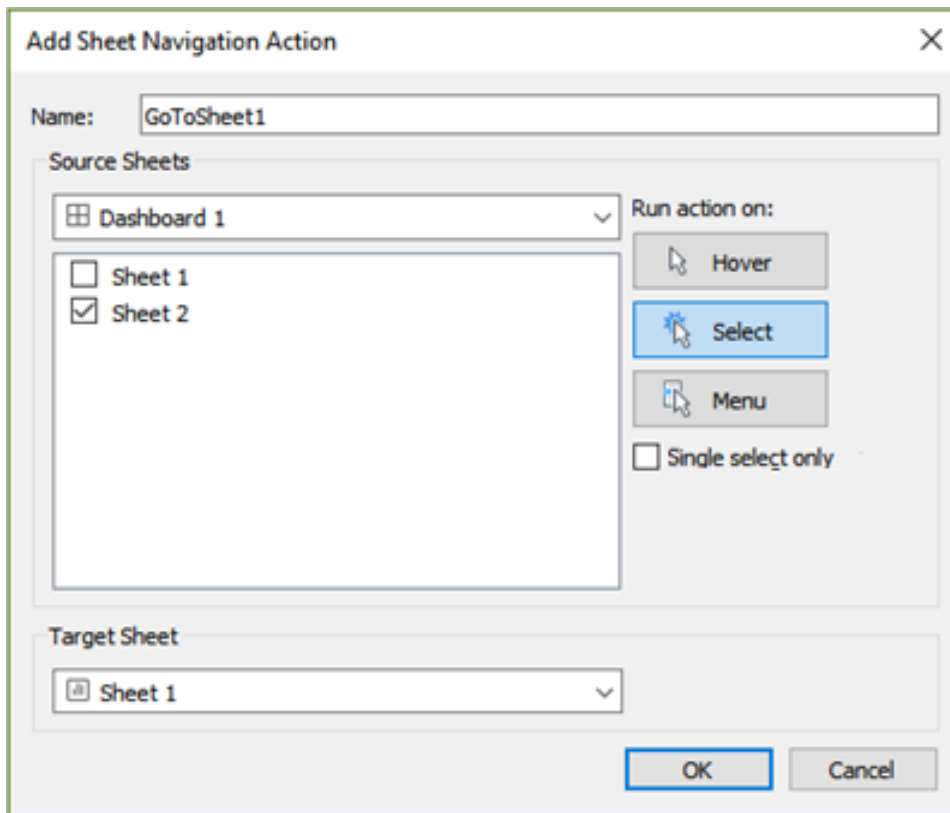 Add Sheet Navigation Action
Name: GoToSheet1
Source Sheets
Dashboard 1
Sheet 1
Sheet 2
Run action on:
Hover
Select
Menu
Single select only
Target Sheet
Sheet 1
OK Cancel